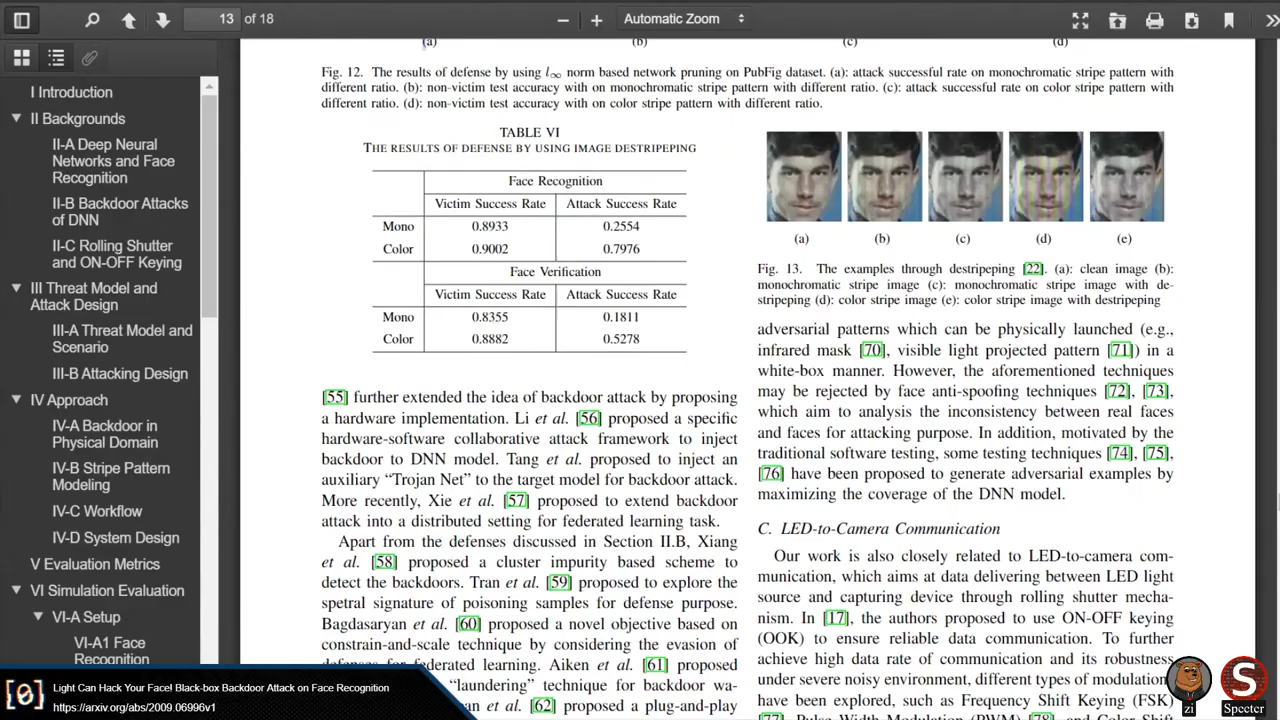 13
of 18
Automatic Zoom
I Introduction
II Backgrounds
II-A Deep Neural
Networks and Face
Recognition
II-B Backdoor Attacks
of DNN
II-C Rolling Shutter
and ON-OFF Keying
III Threat Model and
Attack Design
III-A Threat Model and
Scenario
III-B Attacking Design
IV Approach
IV-A Backdoor in
Physical Domain
IV-B Stripe Pattern
Modeling
IV-C Workflow
IV-D System Design
V Evaluation Metrics
VI Simulation Evaluation
VI-A Setup
VI-A1 Face
Recognition
(a) (b) (c) (d)
Fig. 12. The results of defense by using l∞ norm based network pruning on PubFig dataset. (a): attack successful rate on monochromatic stripe pattern with
different ratio. (b): non-victim test accuracy with on monochromatic stripe pattern with different ratio. (c): attack successful rate on color stripe pattern with
different ratio. (d): non-victim test accuracy with on color stripe pattern with different ratio.
TABLE VI
THE RESULTS OF DEFENSE BY USING IMAGE DESTRIPEPING
Face Recognition
Victim Success Rate Attack Success Rate
Mono 0.8933 0.2554
Color 0.9002 0.7976
Face Verification
Victim Success Rate Attack Success Rate
Mono 0.8355 0.1811
Color 0.8882 0.5278
[55] further extended the idea of backdoor attack by proposing
a hardware implementation. Li et al. [56] proposed a specific
hardware-software collaborative attack framework to inject
backdoor to DNN model. Tang et al. proposed to inject an
auxiliary “Trojan Net” to the target model for backdoor attack.
More recently, Xie et al. [57] proposed to extend backdoor
attack into a distributed setting for federated learning task.
Apart from the defenses discussed in Section II.B, Xiang
et al. [58] proposed a cluster impurity based scheme to
detect the backdoors. Tran et al. [59] proposed to explore the
spetral signature of poisoning samples for defense purpose.
Bagdasaryan et al. [60] proposed a novel objective based on
constrain-and-scale technique by considering the evasion of
defenses for federated learning. Aiken et al. [61] proposed
“laundering” technique for backdoor wa-
an et al. [62] proposed a plug-and-play
(a) (b) (c) (d) (e)
Fig. 13. The examples through destripeping [22]. (a): clean image (b):
monochromatic stripe image (c): monochromatic stripe image with de-
stripeping (d): color stripe image (e): color stripe image with destripeping
adversarial patterns which can be physically launched (e.g.,
infrared mask [70], visible light projected pattern [71]) in a
white-box manner. However, the aforementioned techniques
may be rejected by face anti-spoofing techniques [72], [73],
which aim to analysis the inconsistency between real faces
and faces for attacking purpose. In addition, motivated by the
traditional software testing, some testing techniques [74], [75],
[76] have been proposed to generate adversarial examples by
maximizing the coverage of the DNN model.
C. LED-to-Camera Communication
Our work is also closely related to LED-to-camera com-
munication, which aims at data delivering between LED light
source and capturing device through rolling shutter mecha-
nism. In [17], the authors proposed to use ON-OFF keying
(OOK) to ensure reliable data communication. To further
achieve high data rate of communication and its robustness
under severe noisy environment, different types of modulation
have been explored, such as Frequency Shift Keying (FSK)
[77], Pulse Width Modulation (PWM) [78], and Color Shift
[0]
Light Can Hack Your Face! Black-box Backdoor Attack on Face Recognition
https://arxiv.org/abs/2009.06996v1
zi
Specter